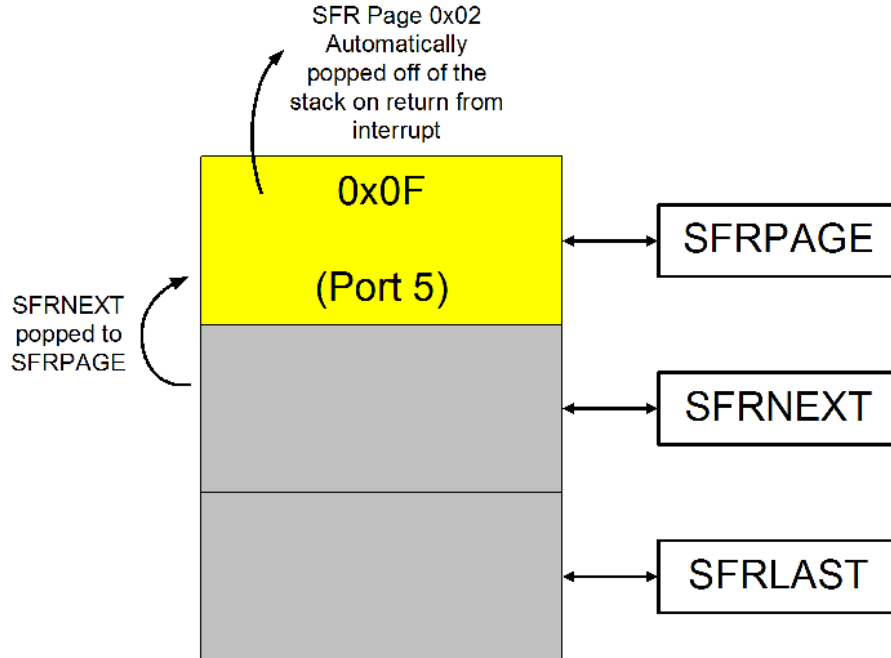 SFR Page 0x02
Automatically
popped off of the
stack on return from
interrupt
0x0F
(Port 5)
SFRPAGE
SFRNEXT
popped to
SFRPAGE
SFRNEXT
SFRLAST